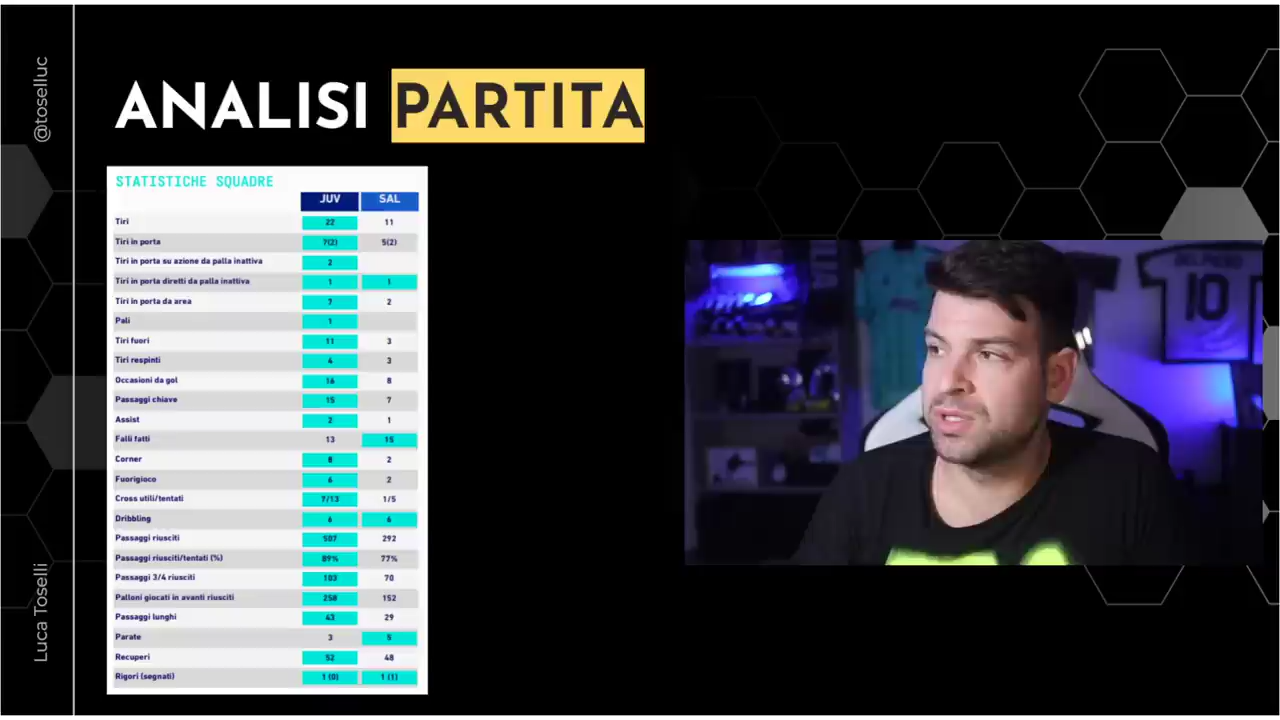 @toselluc
Luca Toselli
ANALISI PARTITA
STATISTICHE SQUADRE
JUV SAL
Tiri 22 11
Tiri in porta 7(2) 5(2)
Tiri in porta su azione da palla inattiva 2
Tiri in porta diretti da palla inattiva 1 1
Tiri in porta da area 7 2
Pali 1
Tiri fuori 11 3
Tiri respinti 4 3
Occasioni da gol 16 8
Passaggi chiave 15 7
Assist 2 1
Falli fatti 13 15
Corner 8 2
Fuorigioco 6 2
Cross utili/tentati 7/13 1/5
Dribbling 6 6
Passaggi riusciti 507 292
Passaggi riusciti/tentati (%) 89% 77%
Passaggi 3/4 riusciti 103 70
Palloni giocati in avanti riusciti 258 152
Passaggi lunghi 43 29
Parate 3 5
Recuperi 52 48
Rigori (segnati) 1 (0) 1 (1)
10